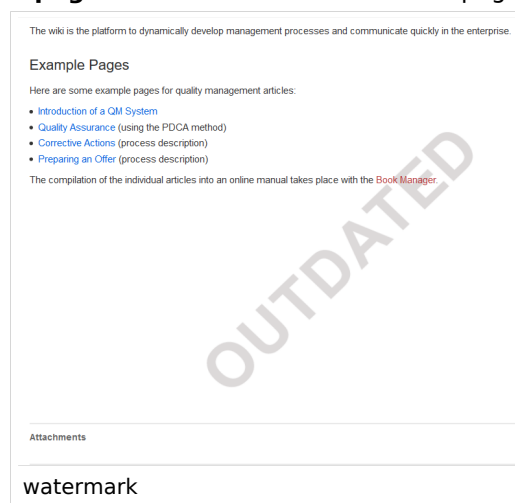 The wiki is the platform to dynamically develop management processes and communicate quickly in the enterprise.
Example Pages
Here are some example pages for quality management articles:
• Introduction of a QM System
• Quality Assurance (using the PDCA method)
• Corrective Actions (process description)
• Preparing an Offer (process description)
The compilation of the individual articles into an online manual takes place with the Book Manager.
OUTDATED
Attachments
watermark